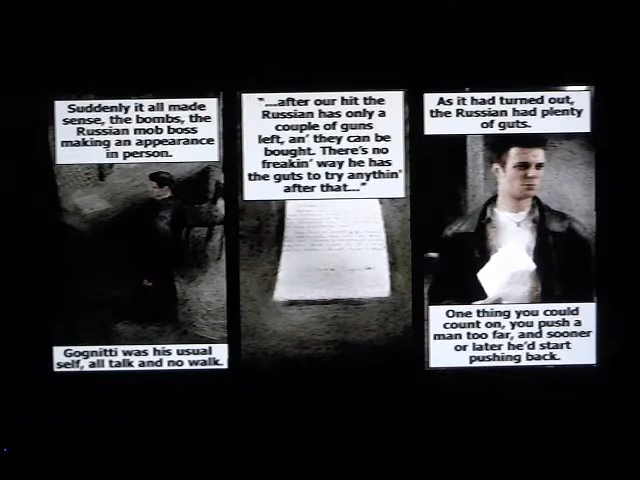 Suddenly it all made
sense, the bombs, the
Russian mob boss
making an appearance
in person.
Gognitti was his usual
self, all talk and no walk.
"...after our hit the
Russian has only a
couple of guns
left, an' they can be
bought. There's no
freakin' way he has
the guts to try anythin'
after that..."
As it had turned out,
the Russian had plenty
of guts.
One thing you could
count on, you push a
man too far, and sooner
or later he'd start
pushing back.